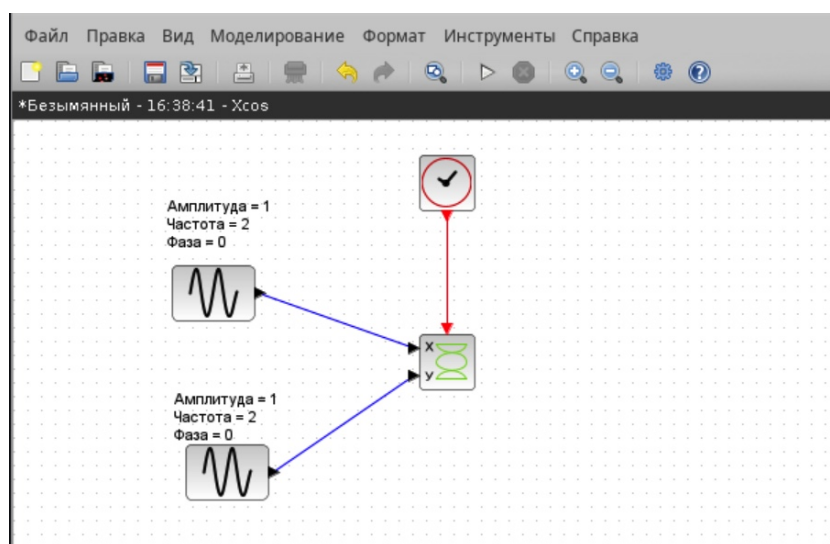 Файл Правка Вид Моделирование Формат Инструменты Справка
*Безымянный - 16:38:41 - Xcos
Амплитуда = 1
Частота = 2
Фаза = 0
X
У
Амплитуда = 1
Частота = 2
Фаза = 0